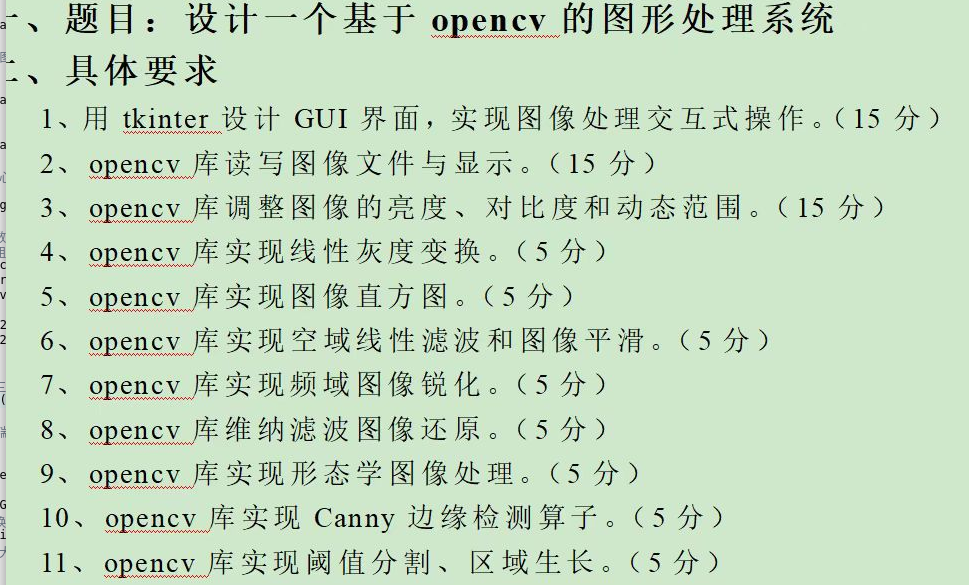 一、题目：设计一个基于 opencv 的图形处理系统
二、具体要求
1、用 tkinter 设计 GUI 界面，实现图像处理交互式操作。（15 分）
2、opencv 库读写图像文件与显示。（15 分）
3、opencv 库调整图像的亮度、对比度和动态范围。（15 分）
4、opencv 库实现线性灰度变换。（5 分）
5、opencv 库实现图像直方图。（5 分）
6、opencv 库实现空域线性滤波和图像平滑。（5 分）
7、opencv 库实现频域图像锐化。（5 分）
8、opencv 库维纳滤波图像还原。（5 分）
9、opencv 库实现形态学图像处理。（5 分）
10、opencv 库实现 Canny 边缘检测算子。（5 分）
11、opencv 库实现阈值分割、区域生长。（5 分）